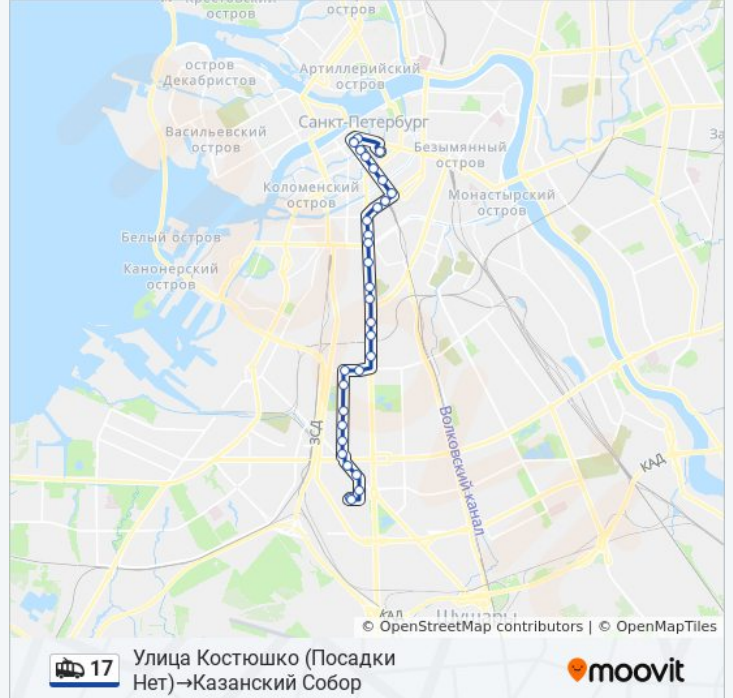 Крестовский
остров
остров
остров
Декабристов
Артиллерийский
остров
Санкт-Петербург
Васильевский
остров
Безымянный
остров
За
Коломенский
остров
Монастырский
остров
Белый остров
Канонерский
остров
ЗСД
Волковский канал
КАД
КАД
Шушары
© OpenStreetMap contributors | © OpenMapTiles
17
Улица Костюшко (Посадки
Нет)→Казанский Собор
moovit